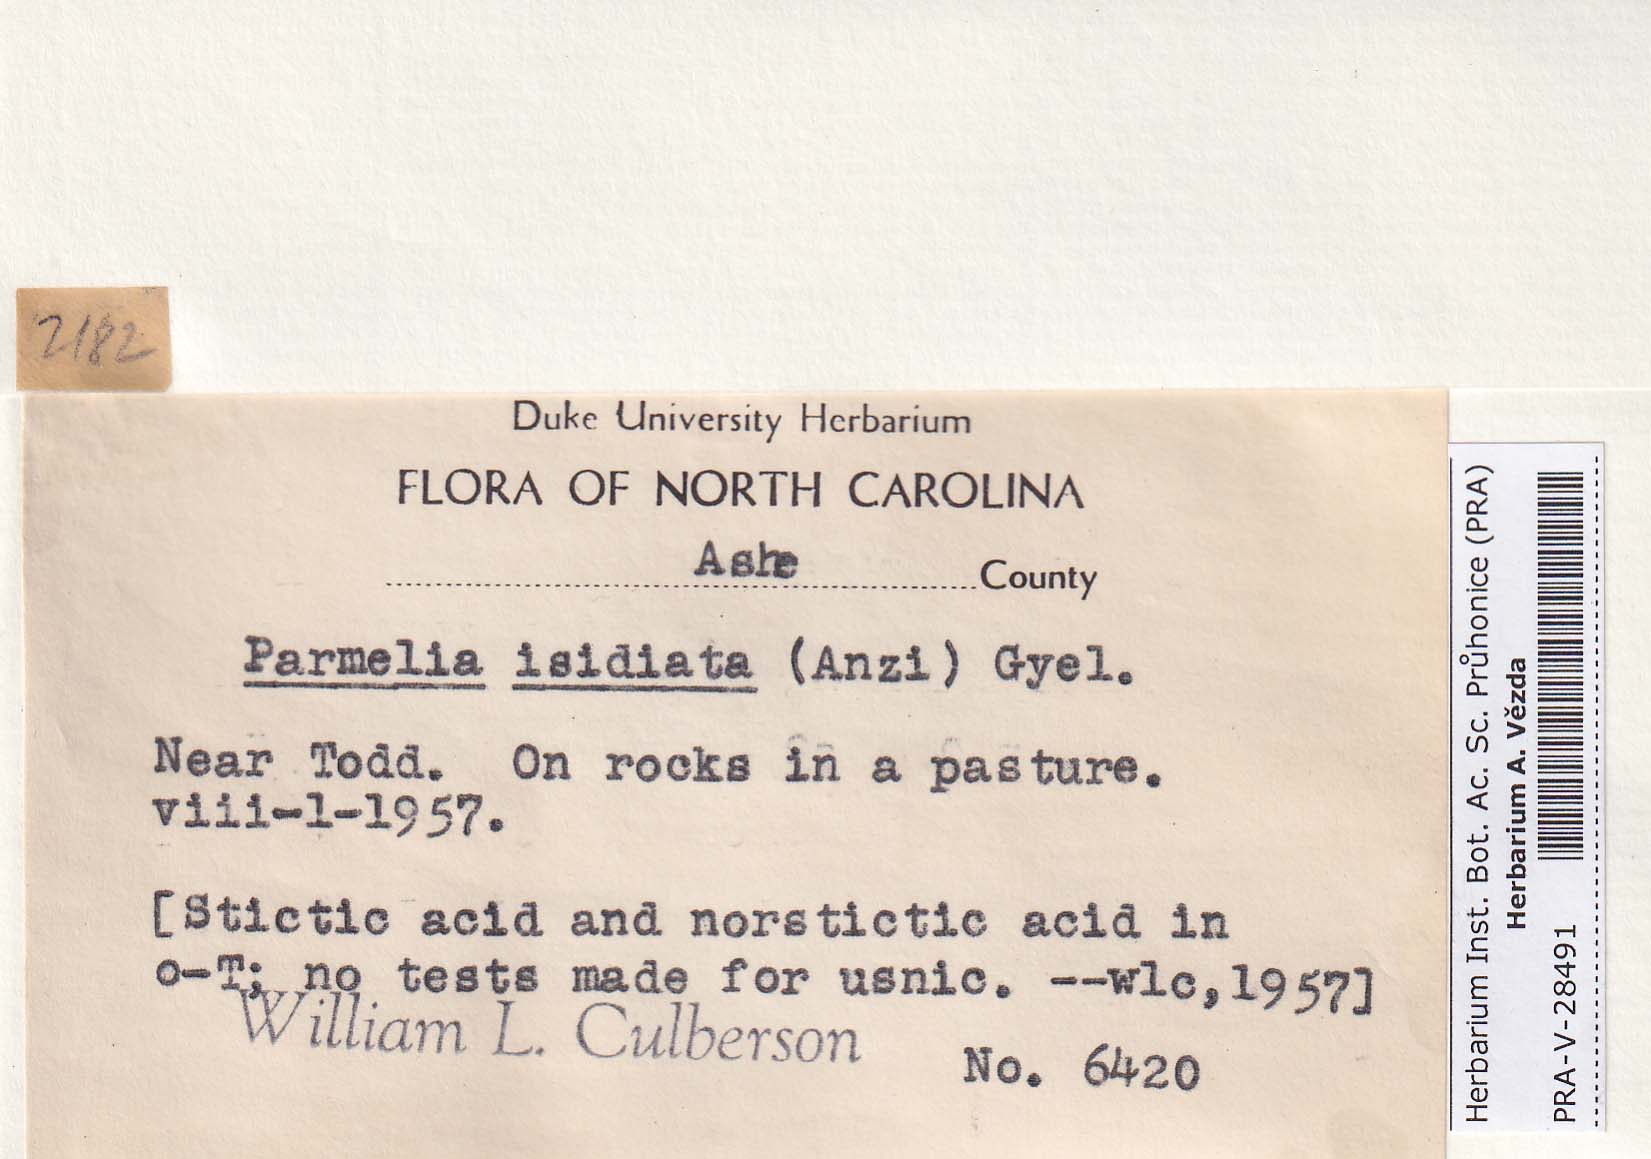 2182
Duke University Herbarium
FLORA OF NORTH CAROLINA
Ashe County
Parmelia isidiata (Anzi) Gyel.
Near Todd. On rocks in a pasture.
viii-1-1957.
[Stictic acid and norstictic acid in
o-T; no tests made for usnic. --wlc,1957]
William L. Culberson
No. 6420
Herbarium Inst. Bot. Ac. Sc. Průhonice (PRA)
Herbarium A. Vězda
PRA-V-28491